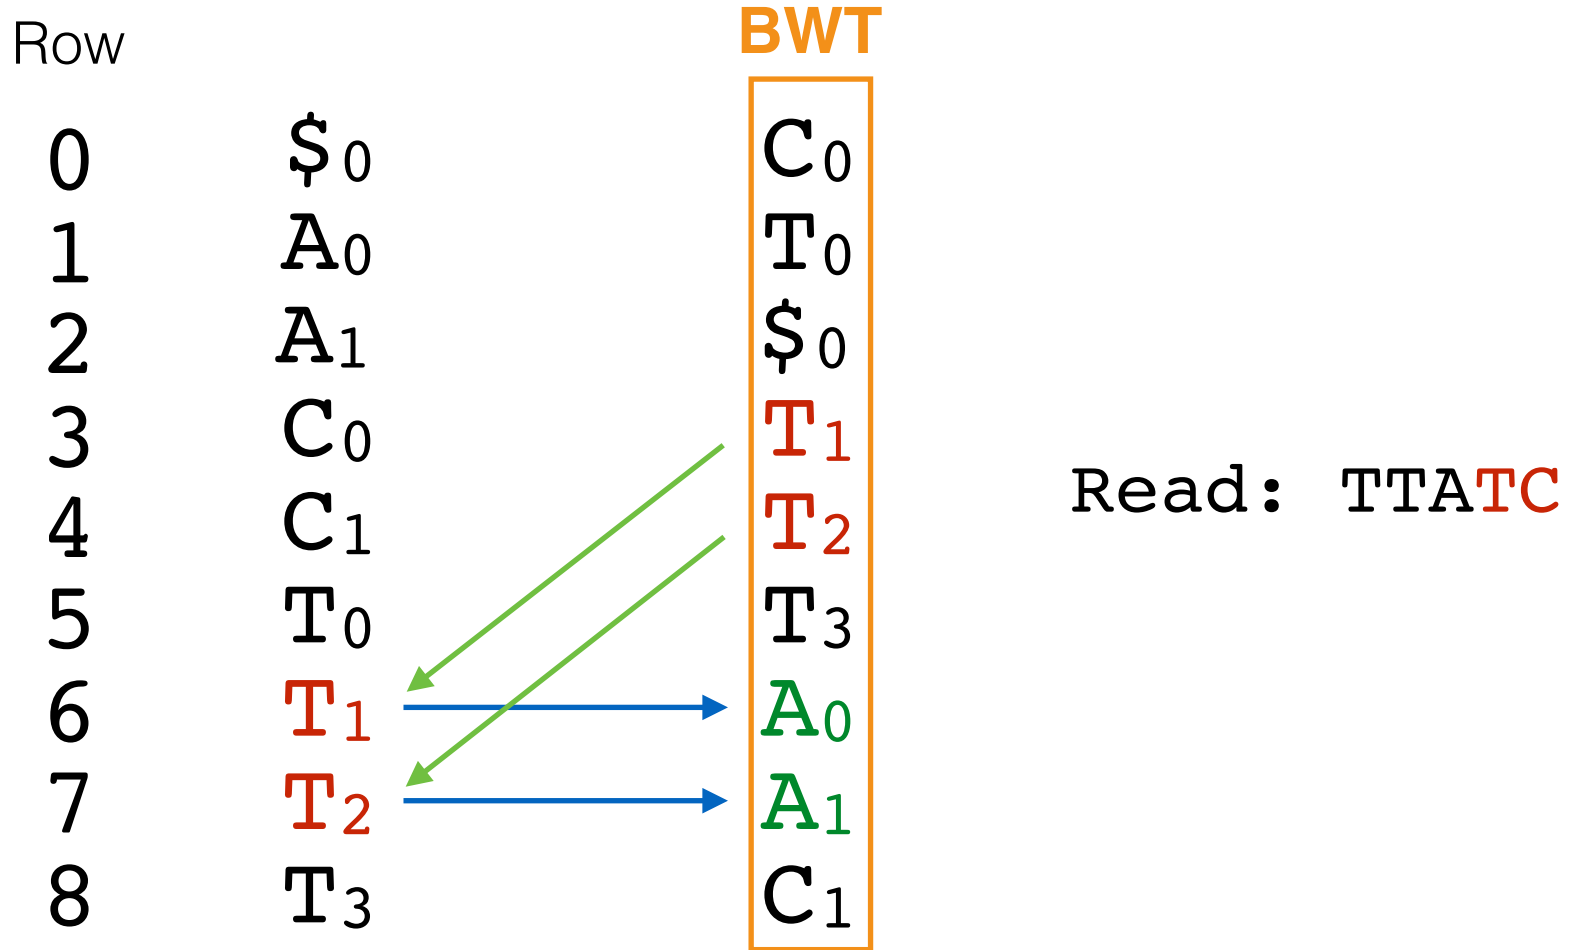 Row BWT
0 $0 C0
1 A0 T0
2 A1 $0
3 C0 T1
4 C1 T2
Read: TTATC
5 T0 T3
6 T1 A0
7 T2 A1
8 T3 C1